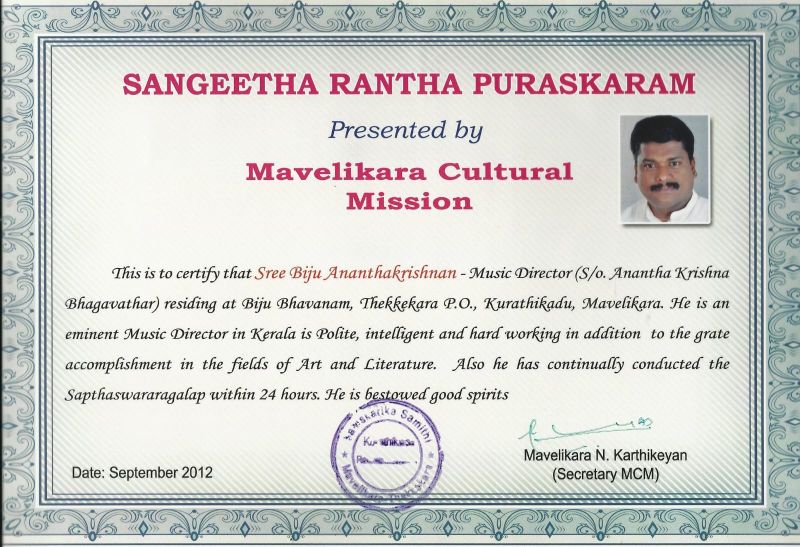 SANGEETHA RANTHA PURASKARAM
Presented by
Mavelikara Cultural
Mission
This is to certify that Sree Biju Ananthakrishnan - Music Director (S/o. Anantha Krishna
Bhagavathar) residing at Biju Bhavanam, Thekkekara P.O., Kurathikadu, Mavelikara. He is an
eminent Music Director in Kerala is Polite, intelligent and hard working in addition to the grate
accomplishment in the fields of Art and Literature. Also he has continually conducted the
Sapthaswararagalap within 24 hours. He is bestowed good spirits
Samskarika Samithi
Mavelikara Thekkekara
Mavelikara N. Karthikeyan
Date: September 2012
(Secretary MCM)